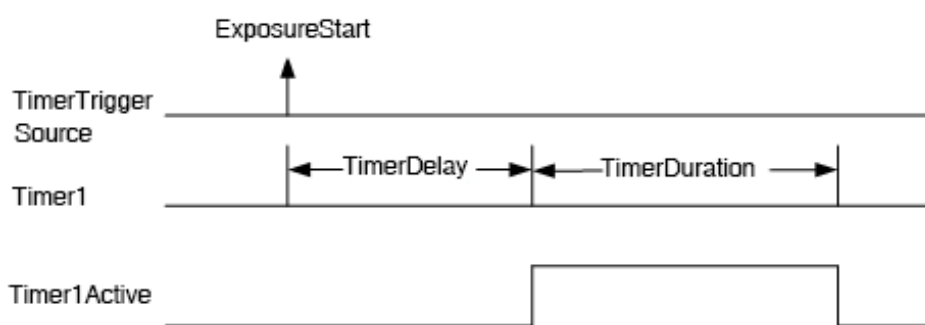 ExposureStart
TimerTrigger
Source
TimerDelay
TimerDuration
Timer1
Timer1Active